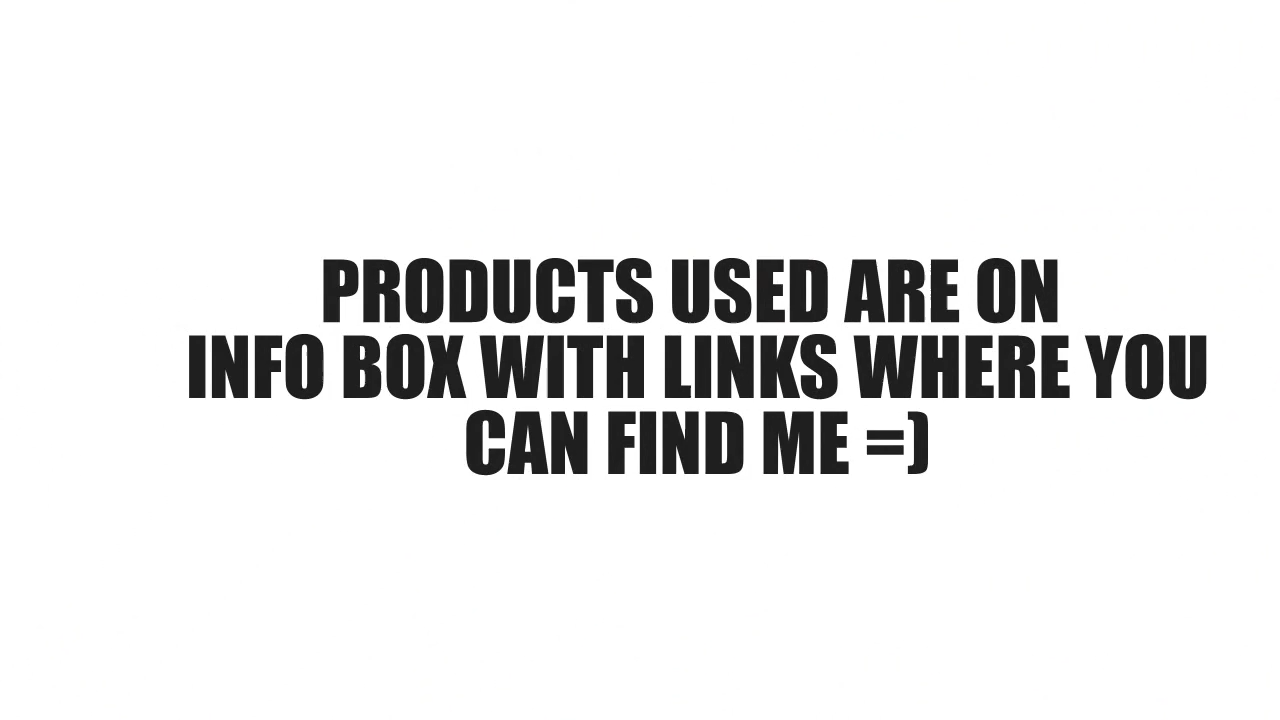 PRODUCTS USED ARE ON
INFO BOX WITH LINKS WHERE YOU
CAN FIND ME =)